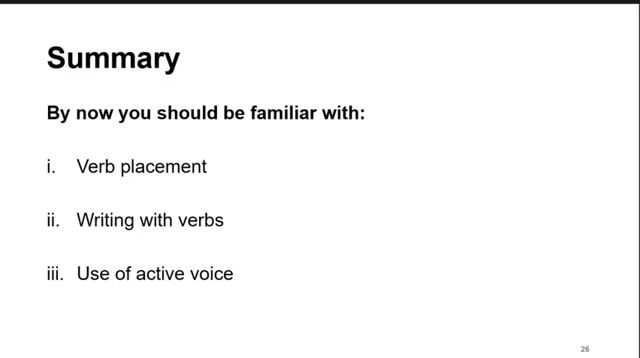 Summary
By now you should be familiar with:
i. Verb placement
ii. Writing with verbs
iii. Use of active voice
26